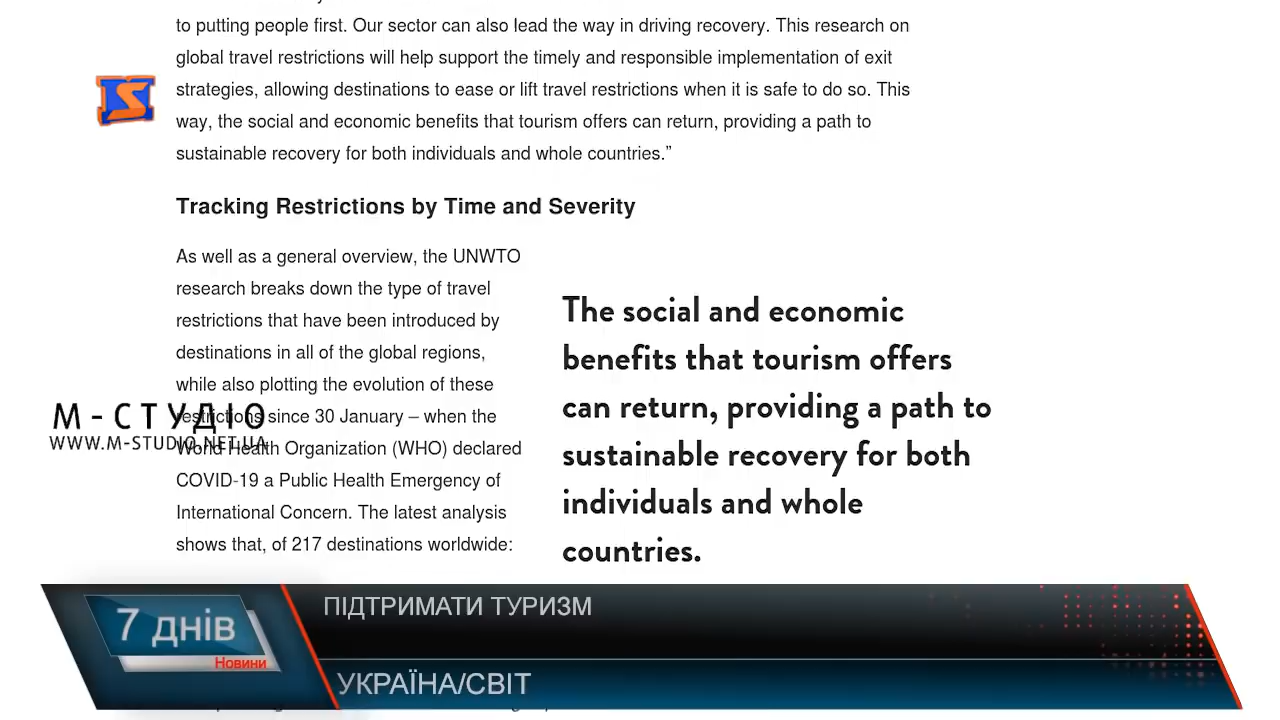 to putting people first. Our sector can also lead the way in driving recovery. This research on
global travel restrictions will help support the timely and responsible implementation of exit
strategies, allowing destinations to ease or lift travel restrictions when it is safe to do so. This
way, the social and economic benefits that tourism offers can return, providing a path to
sustainable recovery for both individuals and whole countries.”
Tracking Restrictions by Time and Severity
As well as a general overview, the UNWTO
research breaks down the type of travel
restrictions that have been introduced by
destinations in all of the global regions,
while also plotting the evolution of these
restrictions since 30 January – when the
World Health Organization (WHO) declared
COVID-19 a Public Health Emergency of
International Concern. The latest analysis
shows that, of 217 destinations worldwide:
The social and economic
benefits that tourism offers
can return, providing a path to
sustainable recovery for both
individuals and whole
countries.
М-СТУДІО
WWW.M-STUDIO.NET.UA
7 днів
Новини
ПІДТРИМАТИ ТУРИЗМ
УКРАЇНА/СВІТ